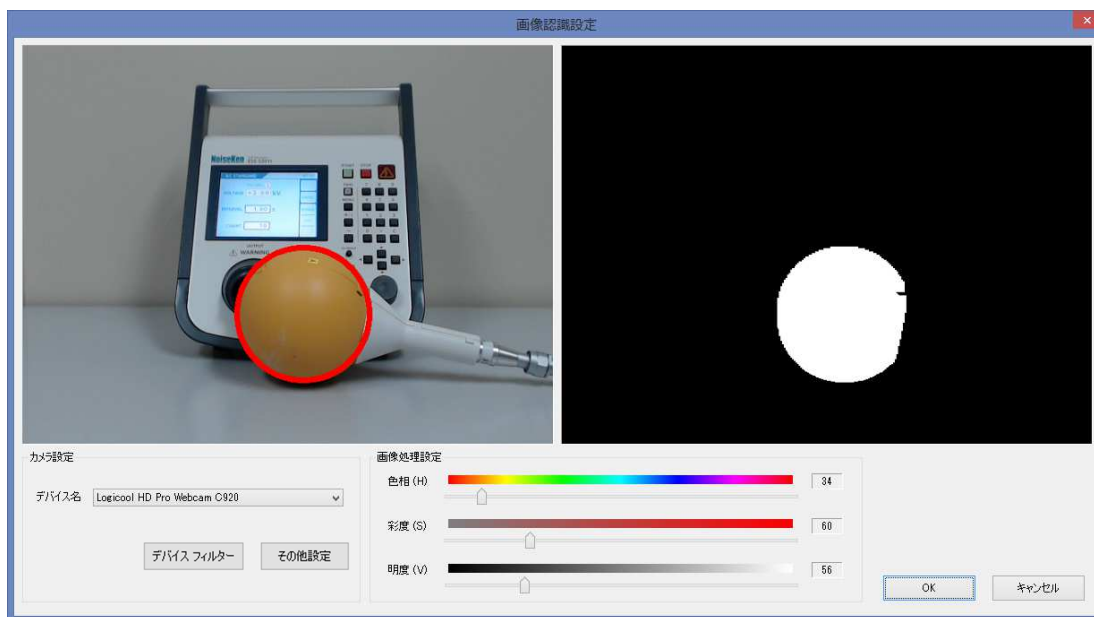 画像認識設定
NoiseKen
VOLTAGE
INTERVAL
OUTPUT
WARNING
カメラ設定
デバイス名 Logicool HD Pro Webcam C920
デバイス フィルター その他設定
画像処理設定
色相 (H) 34
彩度 (S) 60
明度 (V) 56
OK キャンセル